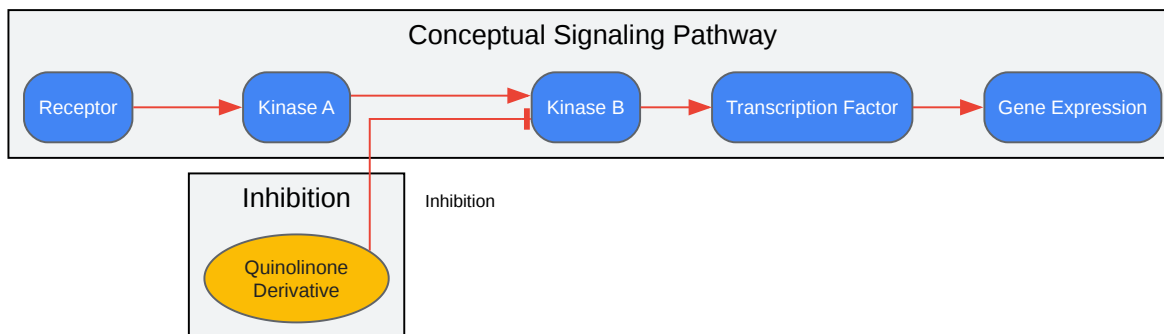 Conceptual Signaling Pathway
Receptor
Kinase A
Kinase B
Transcription Factor
Gene Expression
Inhibition
Inhibition
Quinolinone
Derivative